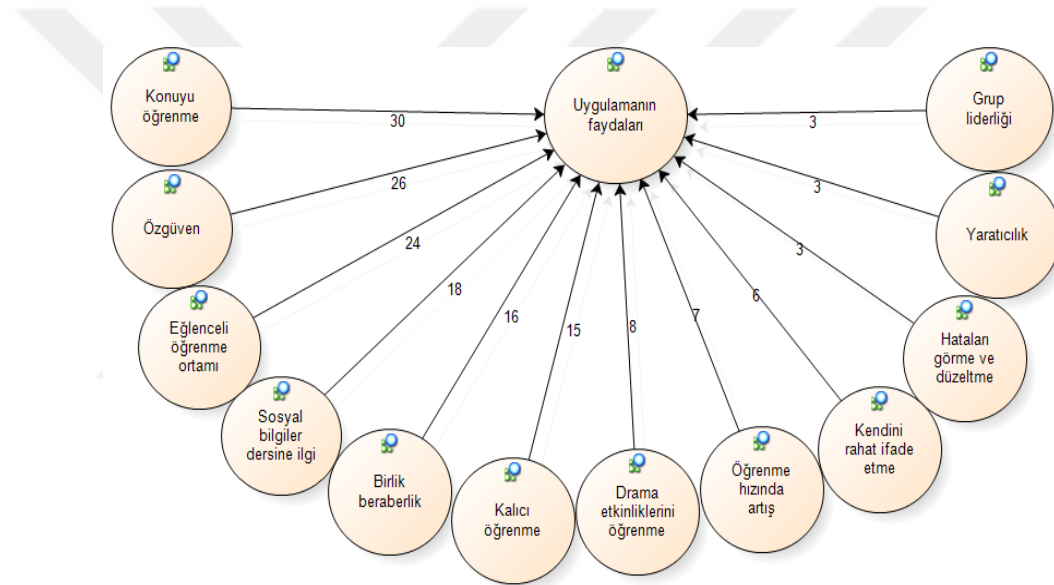 Konuyu
öğrenme
30
Uygulamanın
faydaları
3
Grup
liderliği
Özgüven
26
3
Yaratıcılık
Eğlenceli
öğrenme
ortamı
24
3
Hataları
görme ve
düzeltme
Sosyal
bilgiler
dersine ilgi
18
6
Kendini
rahat ifade
etme
Birlik
beraberlik
16
Kalıcı
öğrenme
15
Drama
etkinliklerini
öğrenme
8
Öğrenme
hızında
artış
7